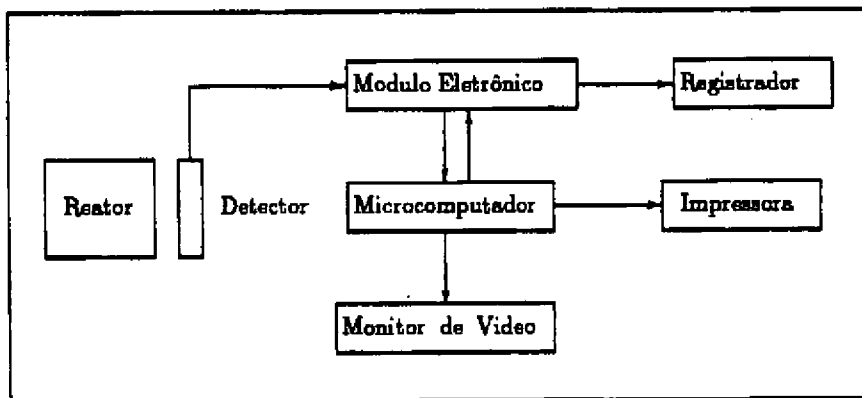 Modulo Eletrônico
Registrador
Reator
Detector
Microcomputador
Impressora
Monitor de Video